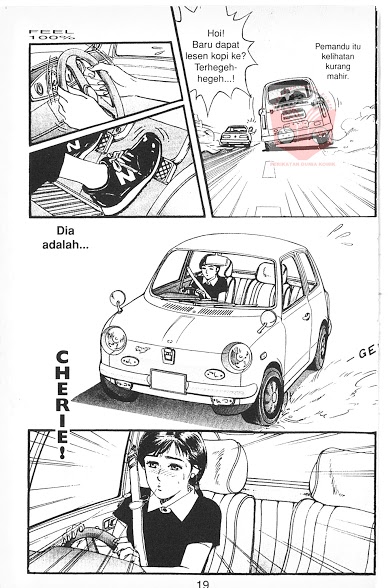 FEEL
100%
Hoi!
Baru dapat
lesen kopi ke?
Terhegeh-
hegeh...!
Pemandu itu
kelihatan
kurang
mahir.
Dia
adalah...
CHERIE!
N
19